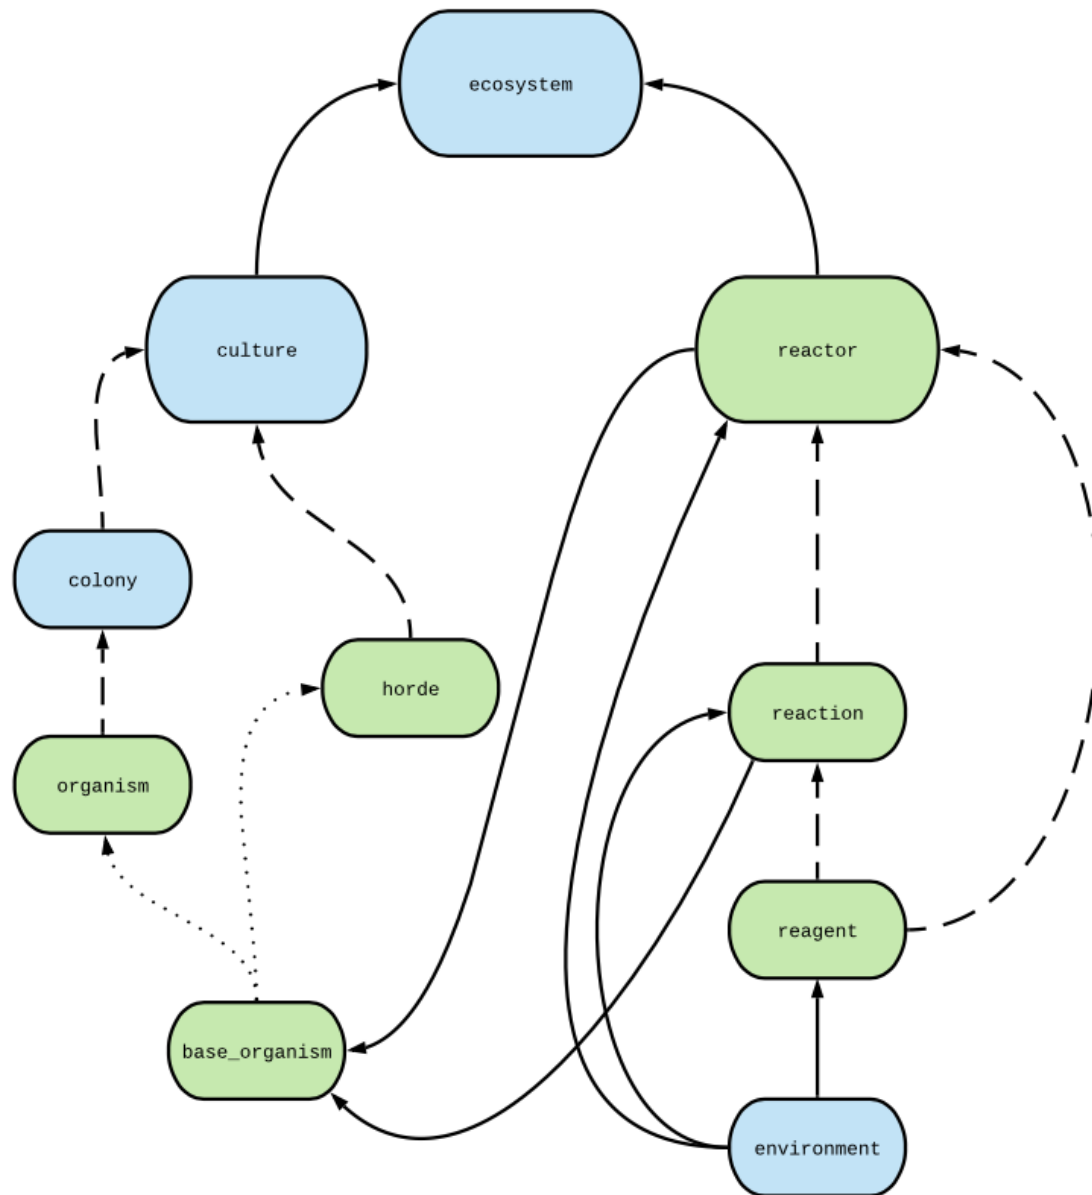 ecosystem
culture
reactor
colony
horde
reaction
organism
reagent
base_organism
environment